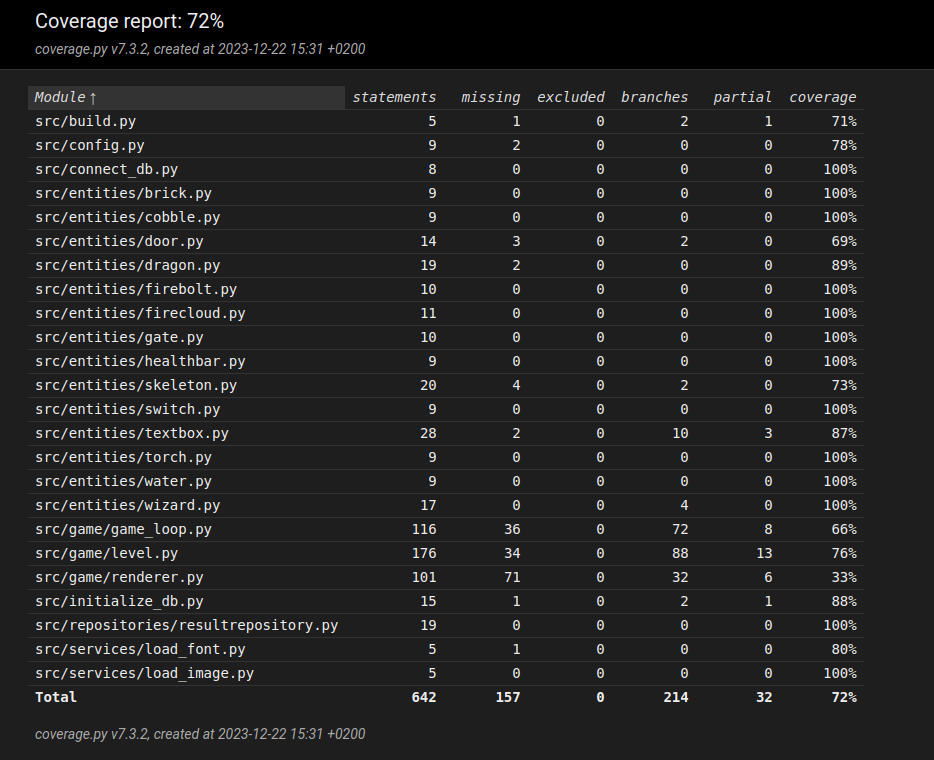 Coverage report: 72%
coverage.py v7.3.2, created at 2023-12-22 15:31 +0200
Module ↑ statements missing excluded branches partial coverage
src/build.py 5 1 0 2 1 71%
src/config.py 9 2 0 0 0 78%
src/connect_db.py 8 0 0 0 0 100%
src/entities/brick.py 9 0 0 0 0 100%
src/entities/cobble.py 9 0 0 0 0 100%
src/entities/door.py 14 3 0 2 0 69%
src/entities/dragon.py 19 2 0 0 0 89%
src/entities/firebolt.py 10 0 0 0 0 100%
src/entities/firecloud.py 11 0 0 0 0 100%
src/entities/gate.py 10 0 0 0 0 100%
src/entities/healthbar.py 9 0 0 0 0 100%
src/entities/skeleton.py 20 4 0 2 0 73%
src/entities/switch.py 9 0 0 0 0 100%
src/entities/textbox.py 28 2 0 10 3 87%
src/entities/torch.py 9 0 0 0 0 100%
src/entities/water.py 9 0 0 0 0 100%
src/entities/wizard.py 17 0 0 4 0 100%
src/game/game_loop.py 116 36 0 72 8 66%
src/game/level.py 176 34 0 88 13 76%
src/game/renderer.py 101 71 0 32 6 33%
src/initialize_db.py 15 1 0 2 1 88%
src/repositories/resultrepository.py 19 0 0 0 0 100%
src/services/load_font.py 5 1 0 0 0 80%
src/services/load_image.py 5 0 0 0 0 100%
Total 642 157 0 214 32 72%
coverage.py v7.3.2, created at 2023-12-22 15:31 +0200